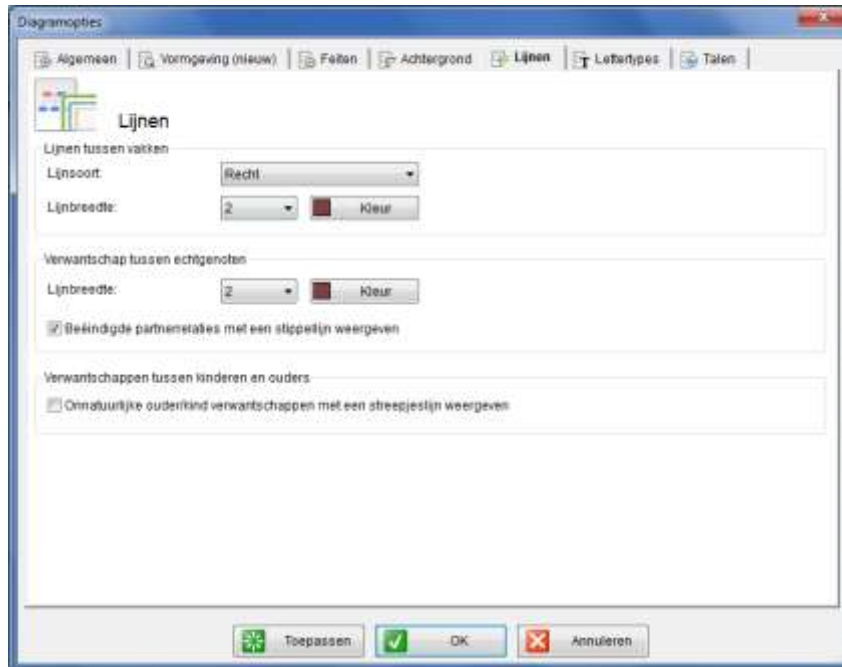 Diagramopties
Algemeen Vormgeving (nieuw) Feiten Achtergrond Lijnen Lettertypes Talen
Lijnen
Lijnen tussen vakken
Lijnsoort: Recht
Lijnbreedte: 2 Kleur
Verwantschap tussen echtgenoten
Lijnbreedte: 2 Kleur
Beëindigde partnerrelaties met een stippellijn weergeven
Verwantschappen tussen kinderen en ouders
Onnatuurlijke ouder/kind verwantschappen met een streepjeslijn weergeven
Toepassen OK Annuleren